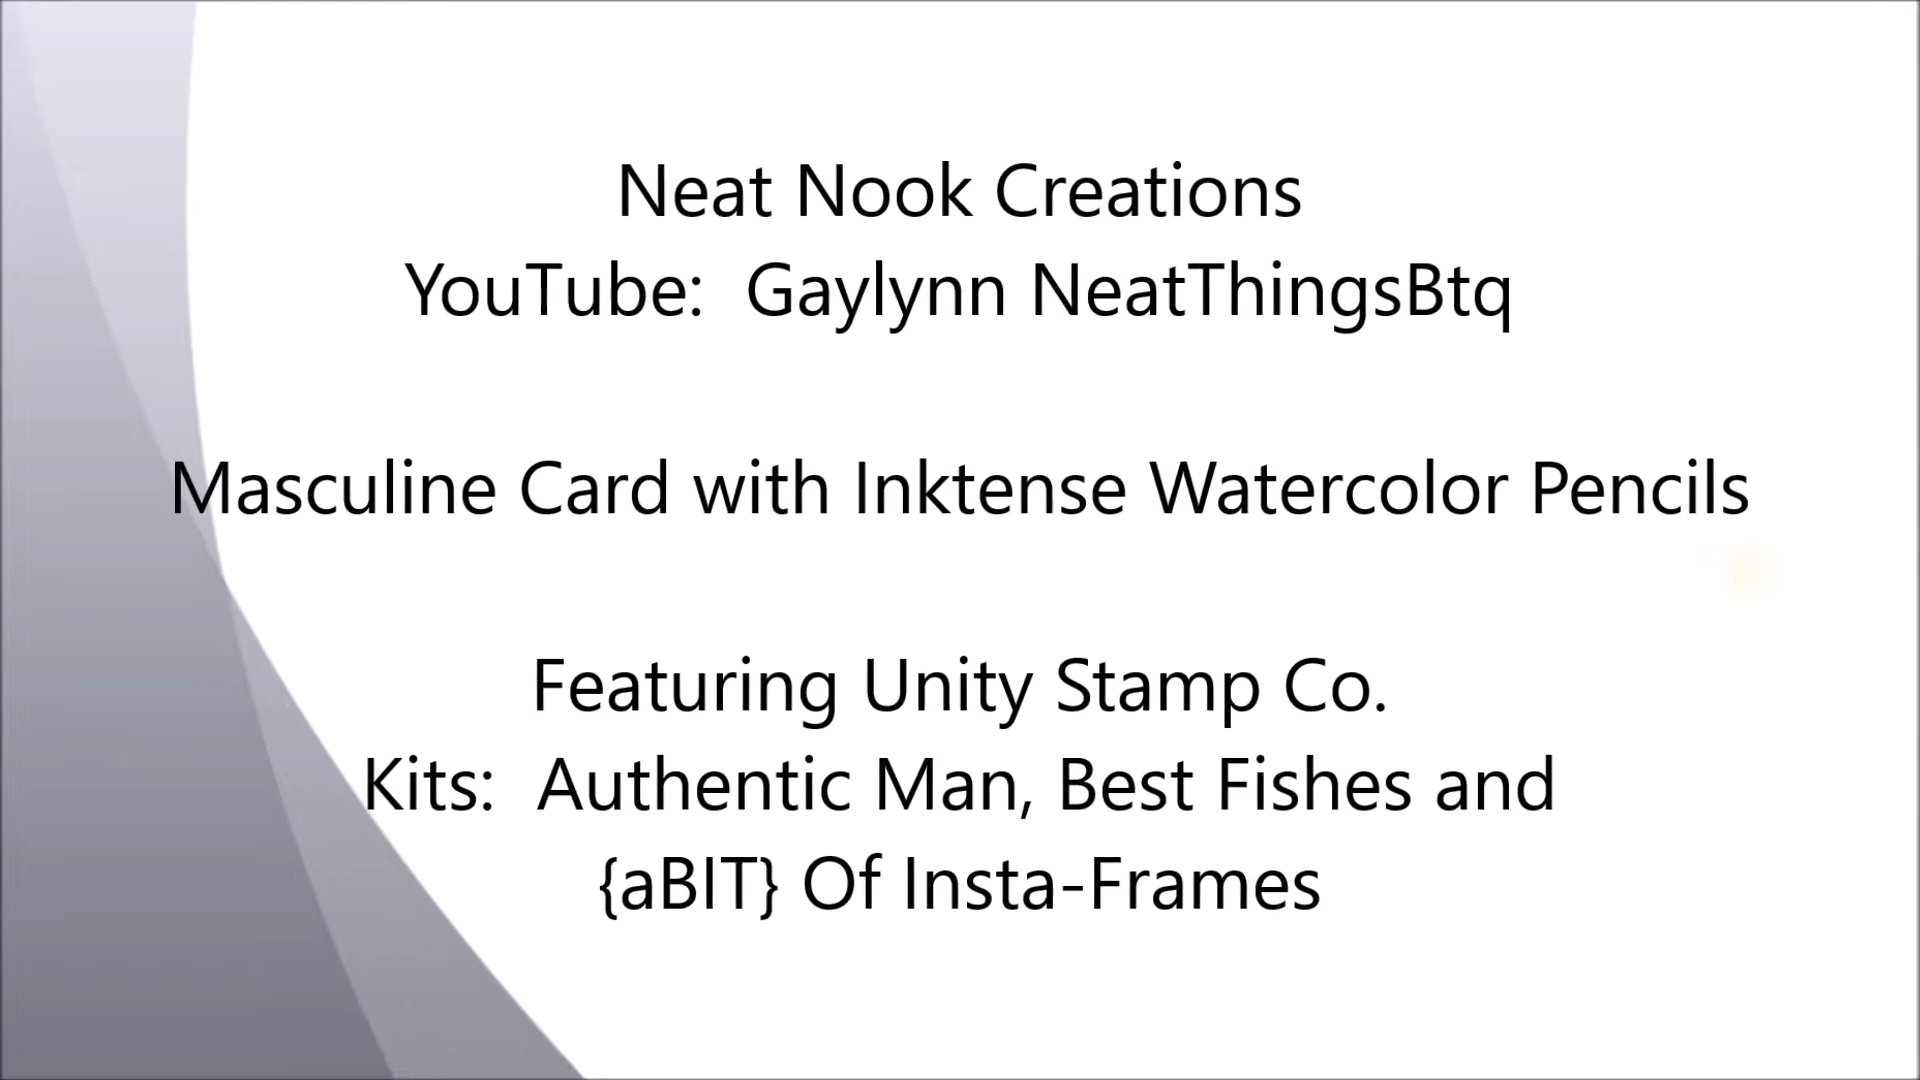 Neat Nook Creations
YouTube:  Gaylynn NeatThingsBtq
Masculine Card with Inktense Watercolor Pencils
Featuring Unity Stamp Co.
Kits:  Authentic Man, Best Fishes and
{aBIT} Of Insta-Frames